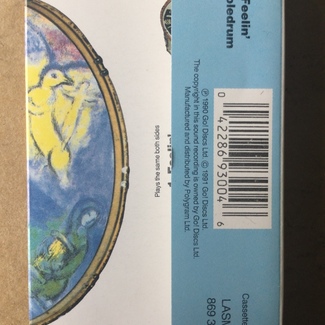 Feelin'
bledrum
℗ 1990 Go! Discs Ltd. © 1991 Go! Discs Ltd.
The copyright in this sound recording is owned by Go! Discs Ltd.
Manufactured and distributed by Polygram Ltd.
0 42286 93004 6
Plays the same both sides
Cassette
LASM
869 3